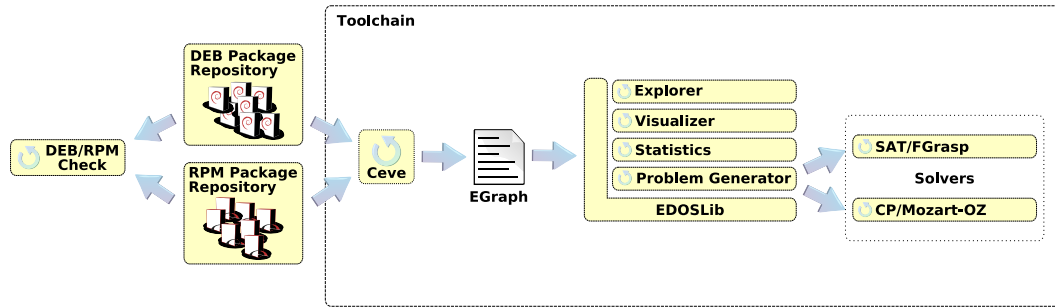 Toolchain
DEB Package
Repository
DEB/RPM
Check
RPM Package
Repository
Ceve
EGraph
Explorer
Visualizer
Statistics
Problem Generator
EDOSLib
SAT/FGrasp
Solvers
CP/Mozart-OZ